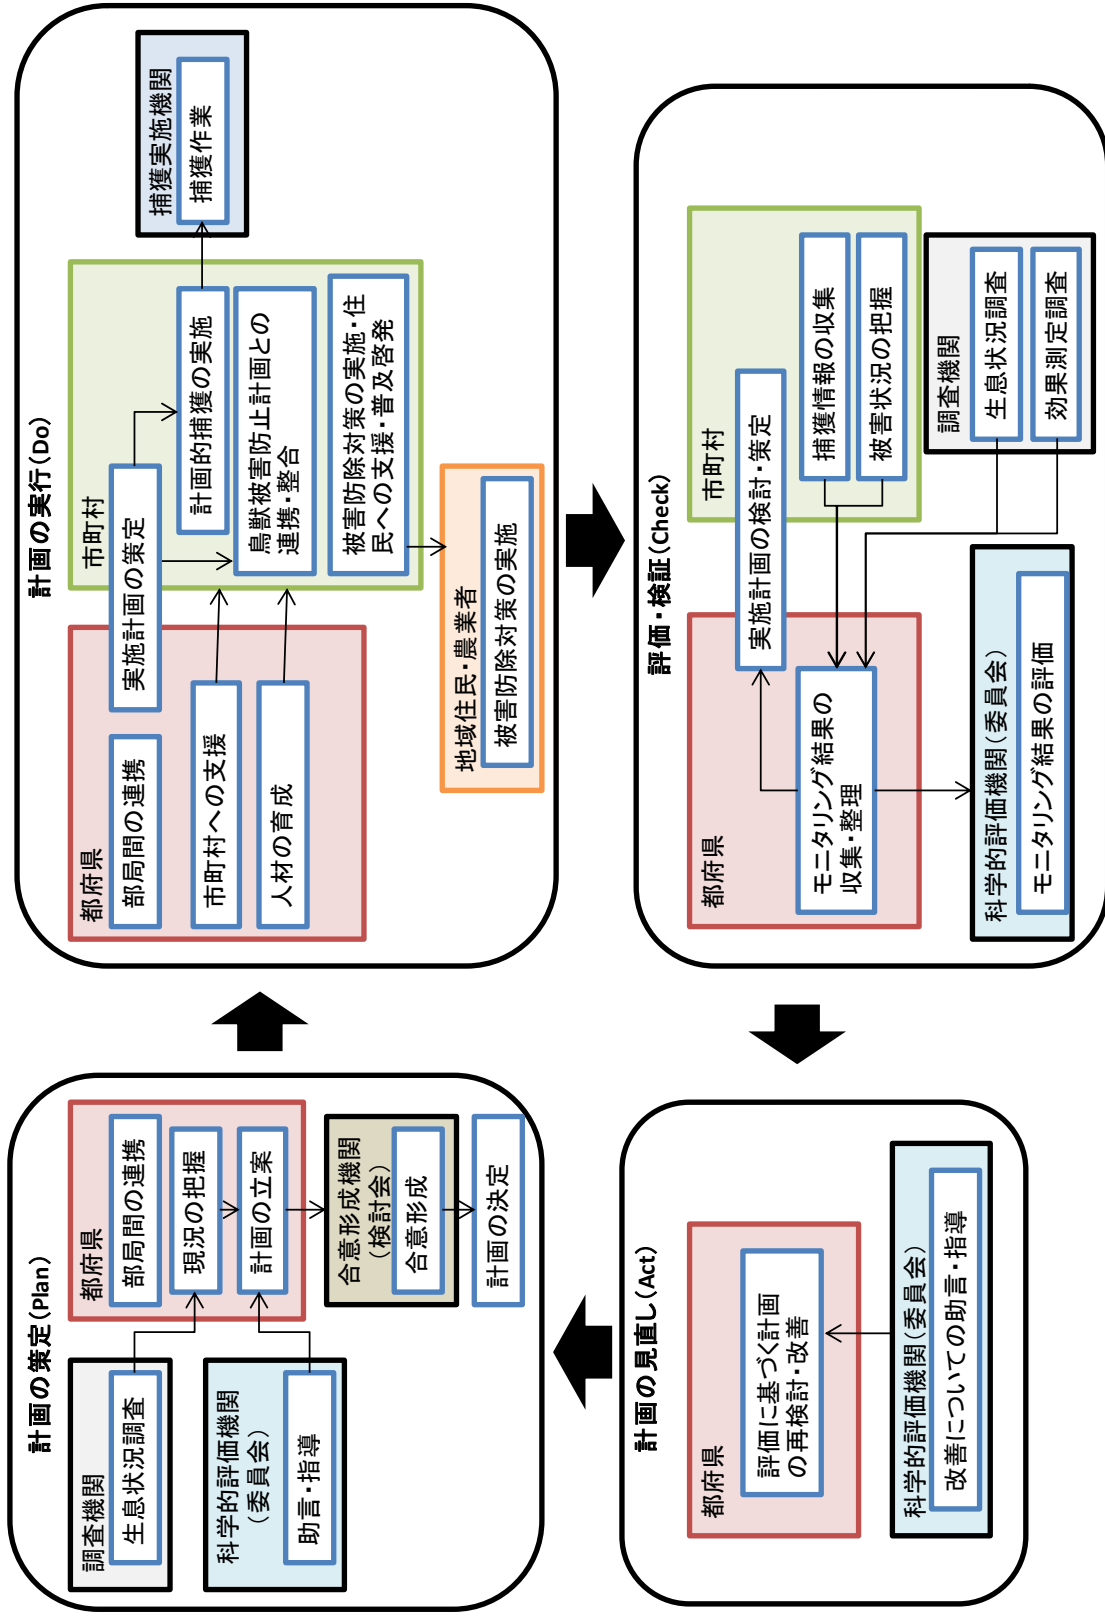 計画の策定(Plan)
調査機関
生息状況調査
科学的評価機関
(委員会)
助言・指導
都府県
部局間の連携
現況の把握
計画の立案
合意形成機関
(検討会)
合意形成
計画の決定
計画の実行(Do)
都府県
部局間の連携
市町村への支援
人材の育成
市町村
実施計画の策定
計画的捕獲の実施
鳥獣被害防止計画との
連携・整合
被害防除対策の実施・住
民への支援・普及啓発
捕獲実施機関
捕獲作業
地域住民・農業者
被害防除対策の実施
評価・検証(Check)
都府県
モニタリング結果の
収集・整理
市町村
実施計画の検討・策定
捕獲情報の収集
被害状況の把握
調査機関
生息状況調査
効果測定調査
科学的評価機関(委員会)
モニタリング結果の評価
計画の見直し(Act)
都府県
評価に基づく計画
の再検討・改善
科学的評価機関(委員会)
改善についての助言・指導